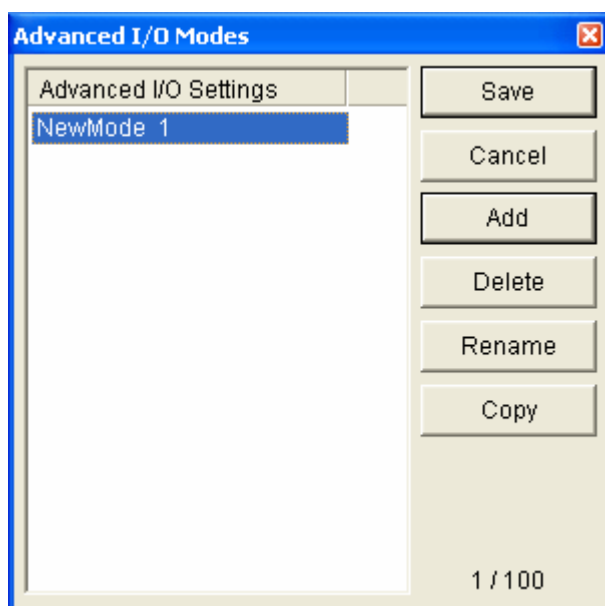 Advanced I/O Modes
Advanced I/O Settings
NewMode 1
Save
Cancel
Add
Delete
Rename
Copy
1 / 100